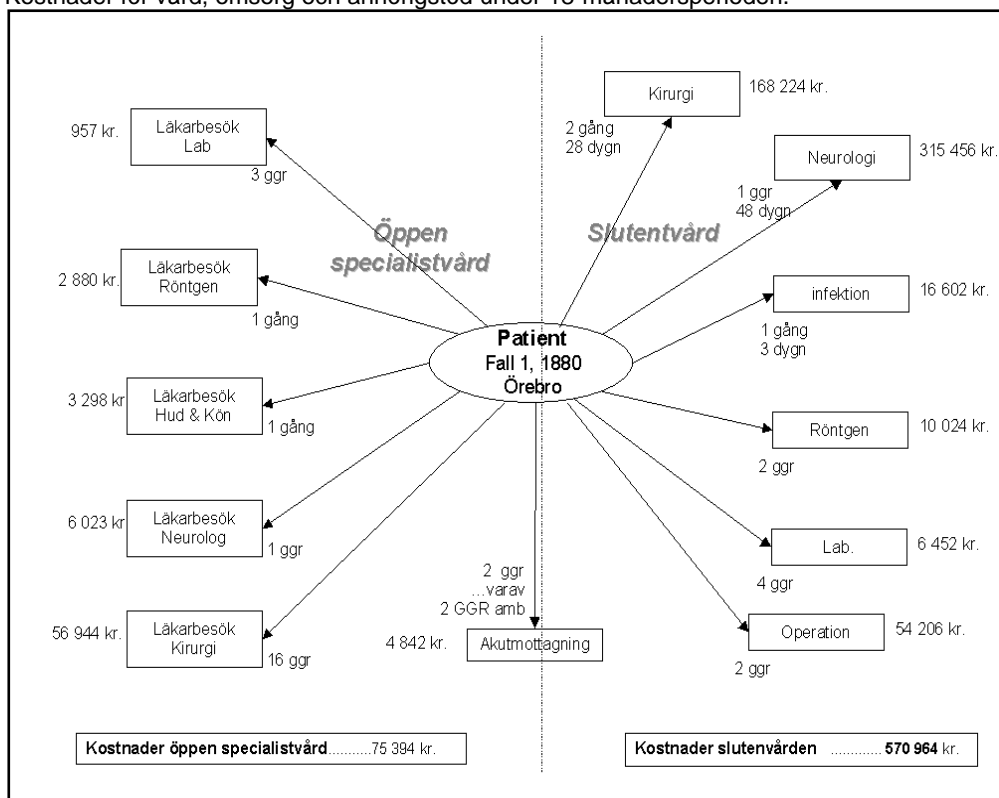 Kostnader för vård, omsorg och anhörigstöd under 18 månadersperioden.
Öppen
specialistvård
957 kr.
Läkarbesök
Lab
3 ggr
2 880 kr.
Läkarbesök
Röntgen
1 gång
3 298 kr
Läkarbesök
Hud & Kön
1 gång
6 023 kr
Läkarbesök
Neurolog
1 ggr
56 944 kr.
Läkarbesök
Kirurgi
16 ggr
Patient
Fall 1, 1880
Örebro
2 ggr
...varav
2 GGR amb
4 842 kr.
Akutmottagning
Slutentvård
Kirurgi
168 224 kr.
2 gång
28 dygn
Neurologi
315 456 kr.
1 ggr
48 dygn
infektion
16 602 kr.
1 gång
3 dygn
Röntgen
10 024 kr.
2 ggr
Lab.
6 452 kr.
4 ggr
Operation
54 206 kr.
2 ggr
Kostnader öppen specialistvård...........75 394 kr.
Kostnader slutenvården ............. 570 964 kr.